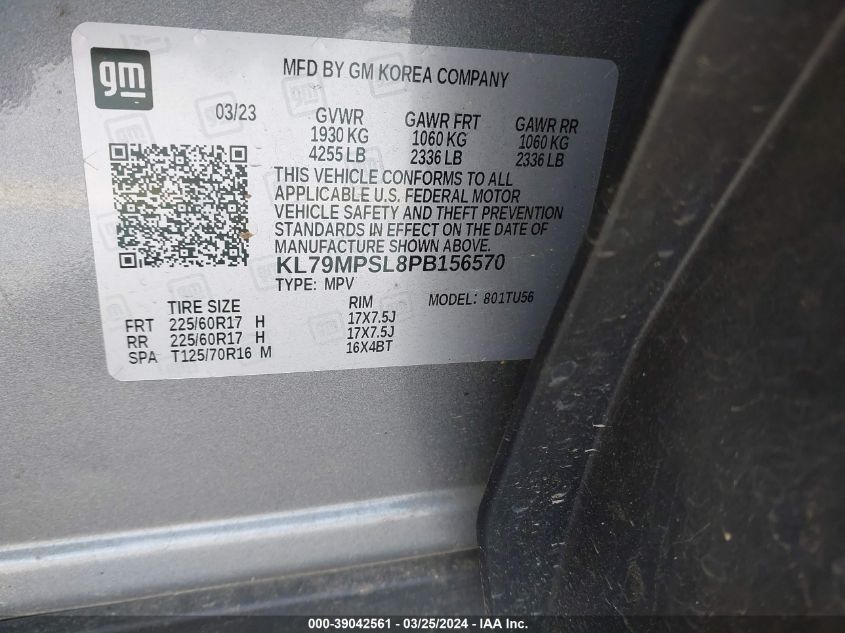 gm
MFD BY GM KOREA COMPANY
03/23
GVWR GAWR FRT GAWR RR
1930 KG 1060 KG 1060 KG
4255 LB 2336 LB 2336 LB
THIS VEHICLE CONFORMS TO ALL
APPLICABLE U.S. FEDERAL MOTOR
VEHICLE SAFETY AND THEFT PREVENTION
STANDARDS IN EFFECT ON THE DATE OF
MANUFACTURE SHOWN ABOVE.
KL79MPSL8PB156570
TYPE: MPV MODEL: 801TU56
TIRE SIZE RIM
FRT 225/60R17 H 17X7.5J
RR 225/60R17 H 17X7.5J
SPA T125/70R16 M 16X4BT
000-39042561 - 03/25/2024 - IAA Inc.